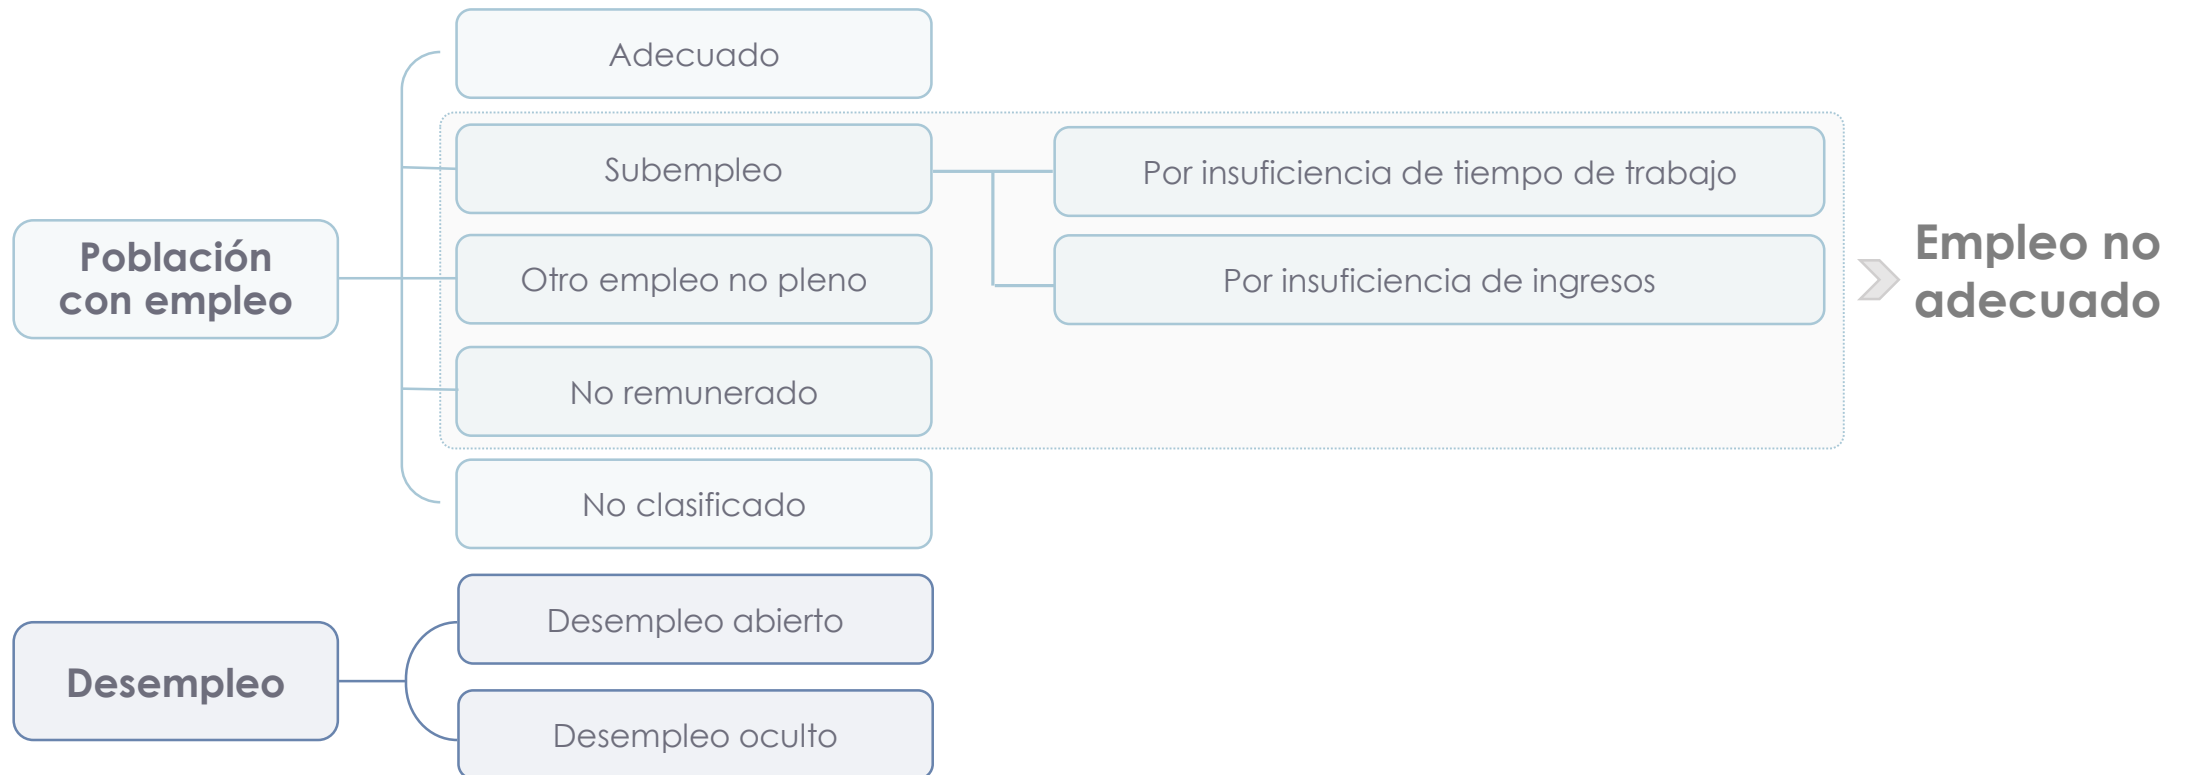 Adecuado
Subempleo
Por insuficiencia de tiempo de trabajo
Población
con empleo
Otro empleo no pleno
Por insuficiencia de ingresos
Empleo no
adecuado
No remunerado
No clasificado
Desempleo
Desempleo abierto
Desempleo oculto